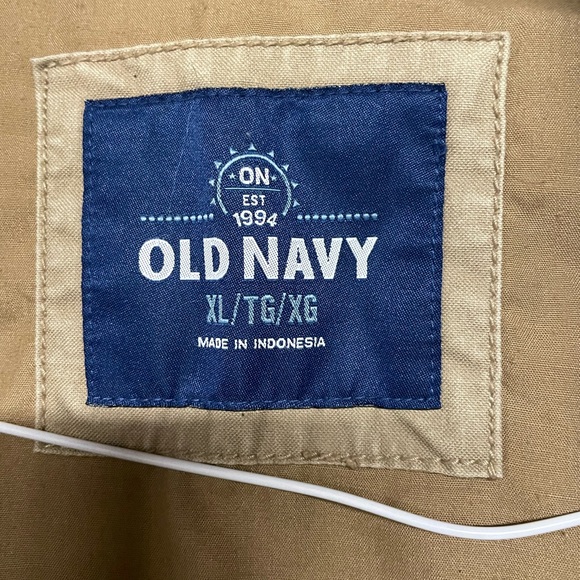 ON
EST
1994
OLD NAVY
XL/TG/XG
MADE IN INDONESIA